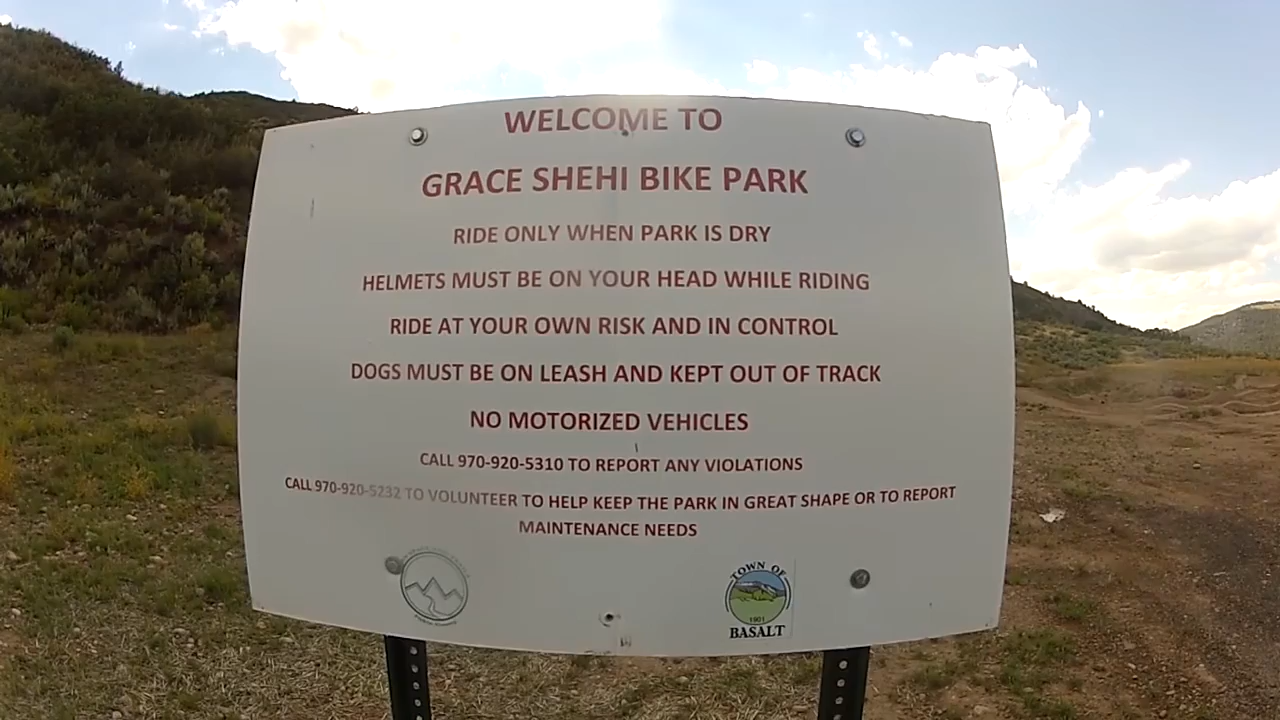 WELCOME TO
GRACE SHEHI BIKE PARK
RIDE ONLY WHEN PARK IS DRY
HELMETS MUST BE ON YOUR HEAD WHILE RIDING
RIDE AT YOUR OWN RISK AND IN CONTROL
DOGS MUST BE ON LEASH AND KEPT OUT OF TRACK
NO MOTORIZED VEHICLES
CALL 970-920-5310 TO REPORT ANY VIOLATIONS
CALL 970-920-5232 TO VOLUNTEER TO HELP KEEP THE PARK IN GREAT SHAPE OR TO REPORT
MAINTENANCE NEEDS
TOWN OF
1901
BASALT